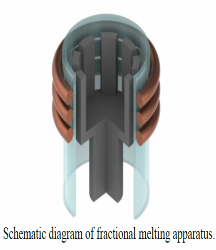 Schematic diagram of fractional melting apparatus.